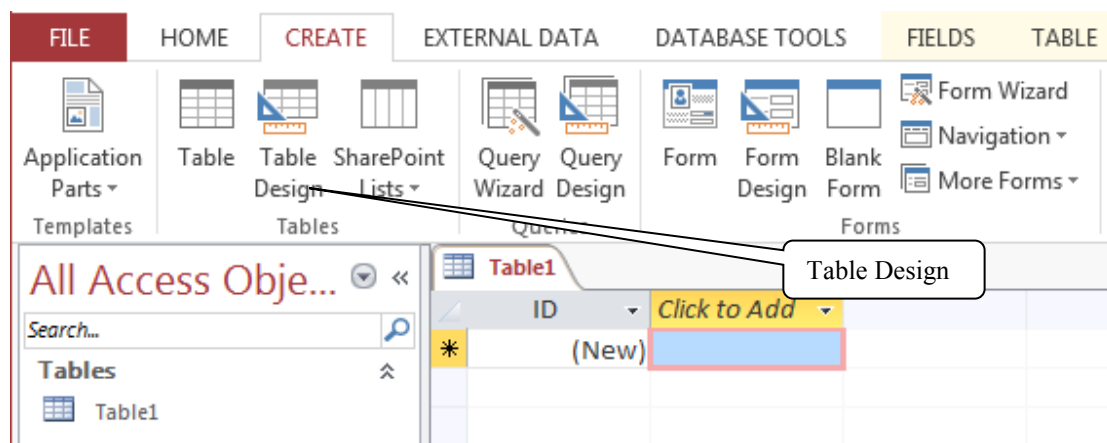 FILE HOME CREATE EXTERNAL DATA DATABASE TOOLS FIELDS TABLE
Application Parts
Table
Table Design
SharePoint Lists
Query Wizard
Query Design
Form
Form Design
Blank Form
Form Wizard
Navigation
More Forms
Templates Tables Queries Forms
Table Design
All Access Obje...
Search...
Tables
Table1
Table1
ID Click to Add
(New)